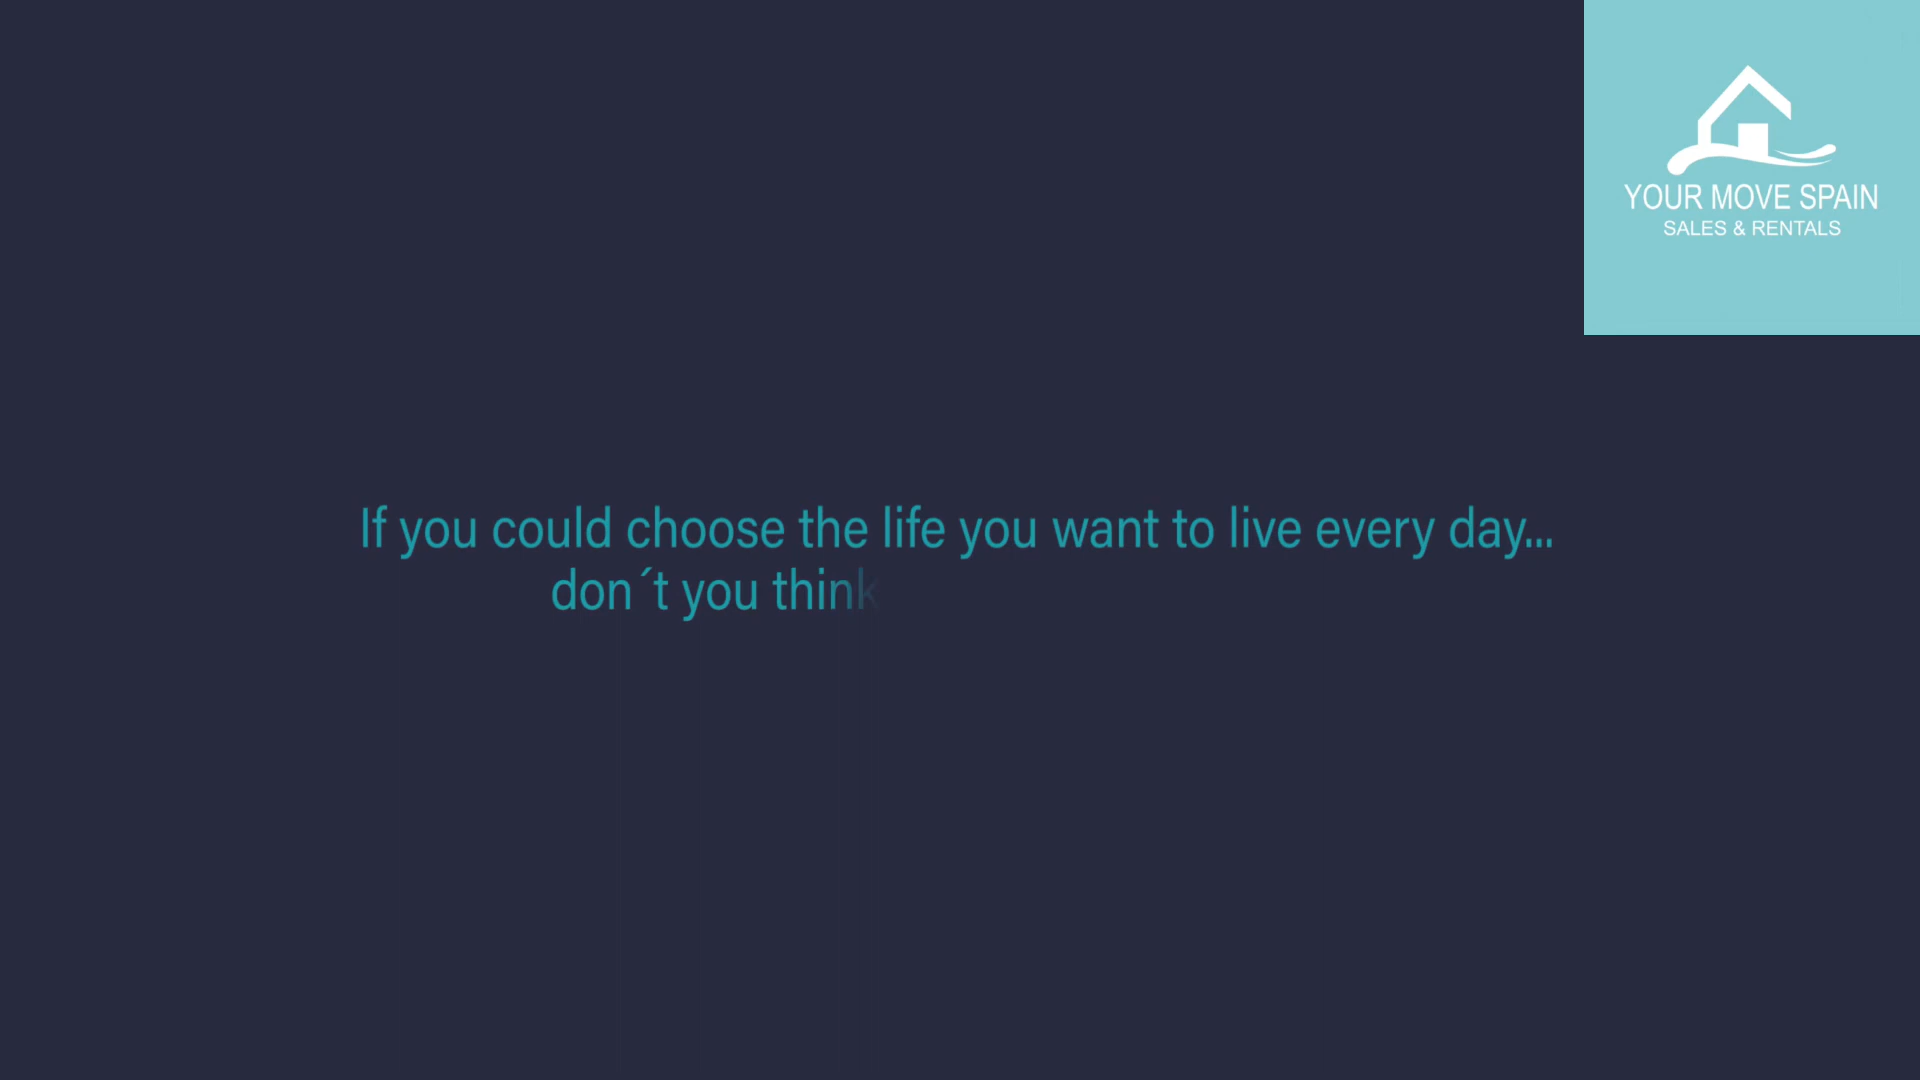 YOUR MOVE SPAIN
SALES & RENTALS
If you could choose the life you want to live every day...
don´t you think